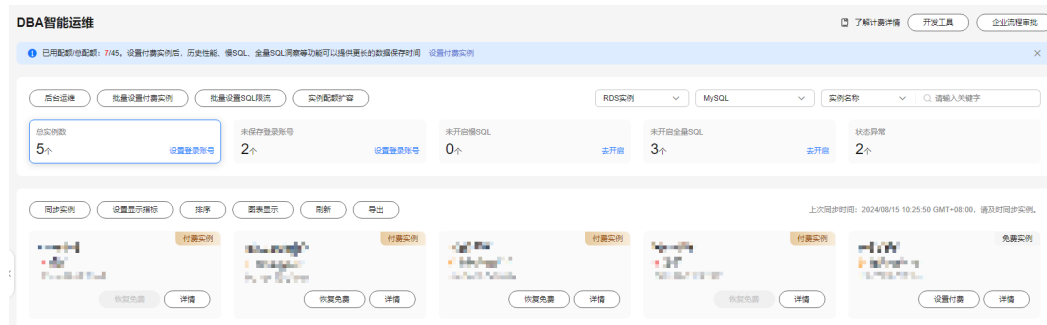 DBA智能运维 了解计费详情 开发工具 企业流程审批
已用配额/总配额：7/45。设置付费实例后，历史性能、慢SQL、全量SQL洞察等功能可以提供更长的数据保存时间 设置付费实例
后台运维 批量设置付费实例 批量设置SQL限流 实例配额扩容 RDS实例 MySQL 实例名称 请输入关键字
总实例数 未保存登录账号 未开启慢SQL 未开启全量SQL 状态异常
5个 设置登录账号 2个 设置登录账号 0个 去开启 3个 去开启 2个
同步实例 设置显示指标 排序 图表显示 刷新 导出 上次同步时间：2024/08/15 10:25:50 GMT+08:00，请及时同步实例。
付费实例 付费实例 付费实例 付费实例 免费实例
恢复免费 详情 恢复免费 详情 恢复免费 详情 恢复免费 详情 设置付费 详情